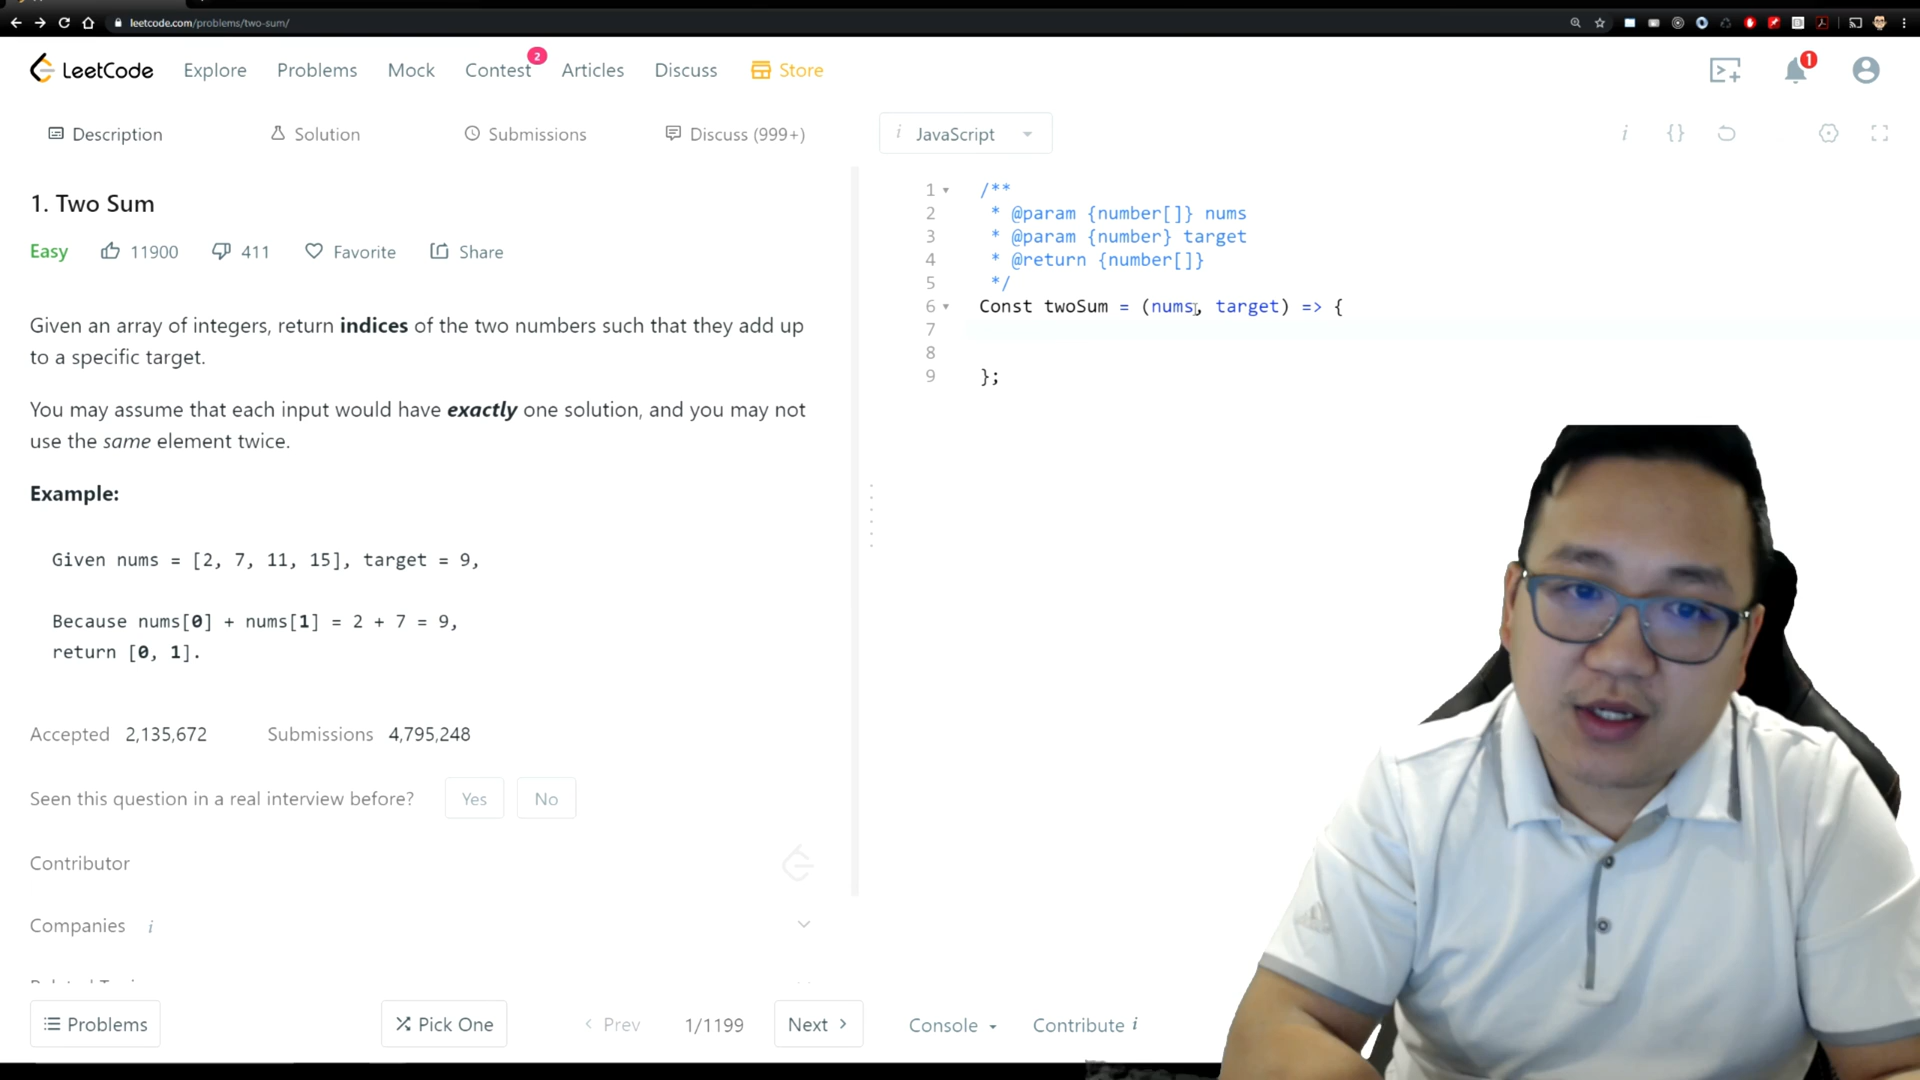 leetcode.com/problems/two-sum/
LeetCode Explore Problems Mock Contest 2 Articles Discuss Store 1
Description Solution Submissions Discuss (999+)
1. Two Sum
Easy 11900 411 Favorite Share
Given an array of integers, return indices of the two numbers such that they add up
to a specific target.
You may assume that each input would have exactly one solution, and you may not
use the same element twice.
Example:
Given nums = [2, 7, 11, 15], target = 9,
Because nums[0] + nums[1] = 2 + 7 = 9,
return [0, 1].
Accepted 2,135,672 Submissions 4,795,248
Seen this question in a real interview before? Yes No
Contributor
Companies i
Problems Pick One < Prev 1/1199 Next >
i JavaScript i {}
1 /**
2 * @param {number[]} nums
3 * @param {number} target
4 * @return {number[]}
5 */
6 Const twoSum = (nums, target) => {
7
8
9 };
Console Contribute i